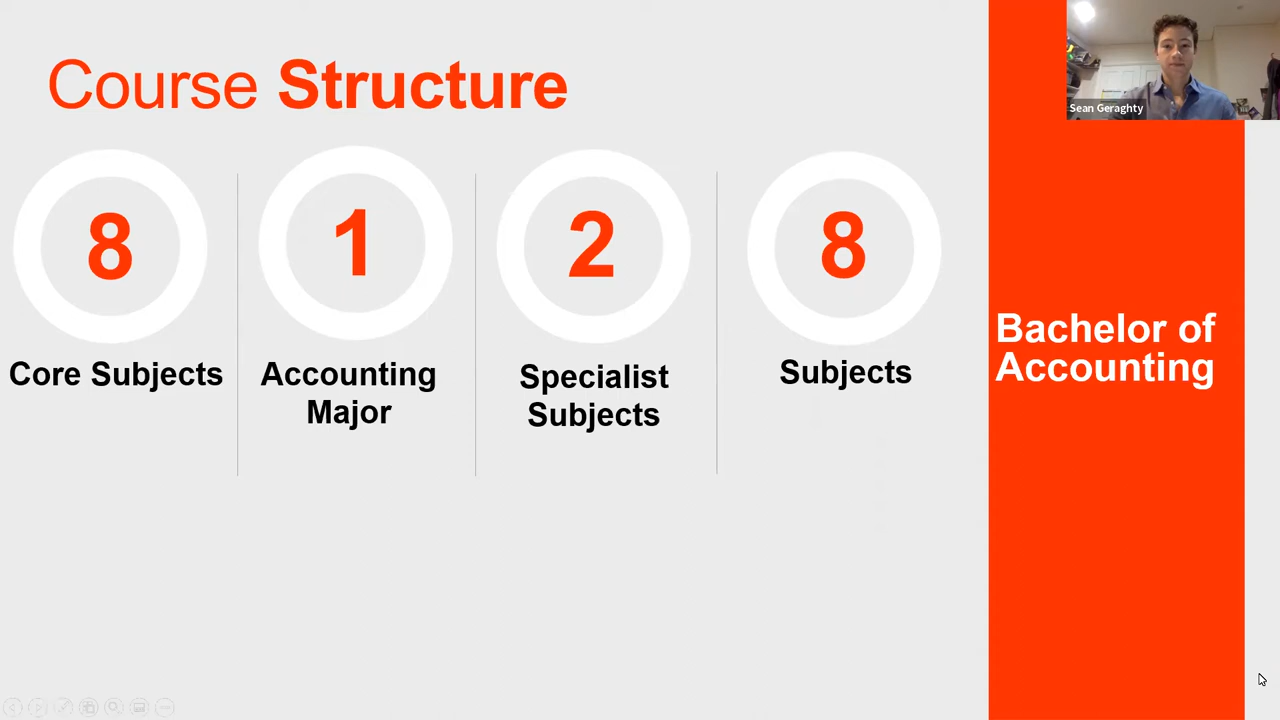 Course Structure
Sean Geraghty
8
1
2
8
Core Subjects
Accounting
Major
Specialist
Subjects
Subjects
Bachelor of
Accounting